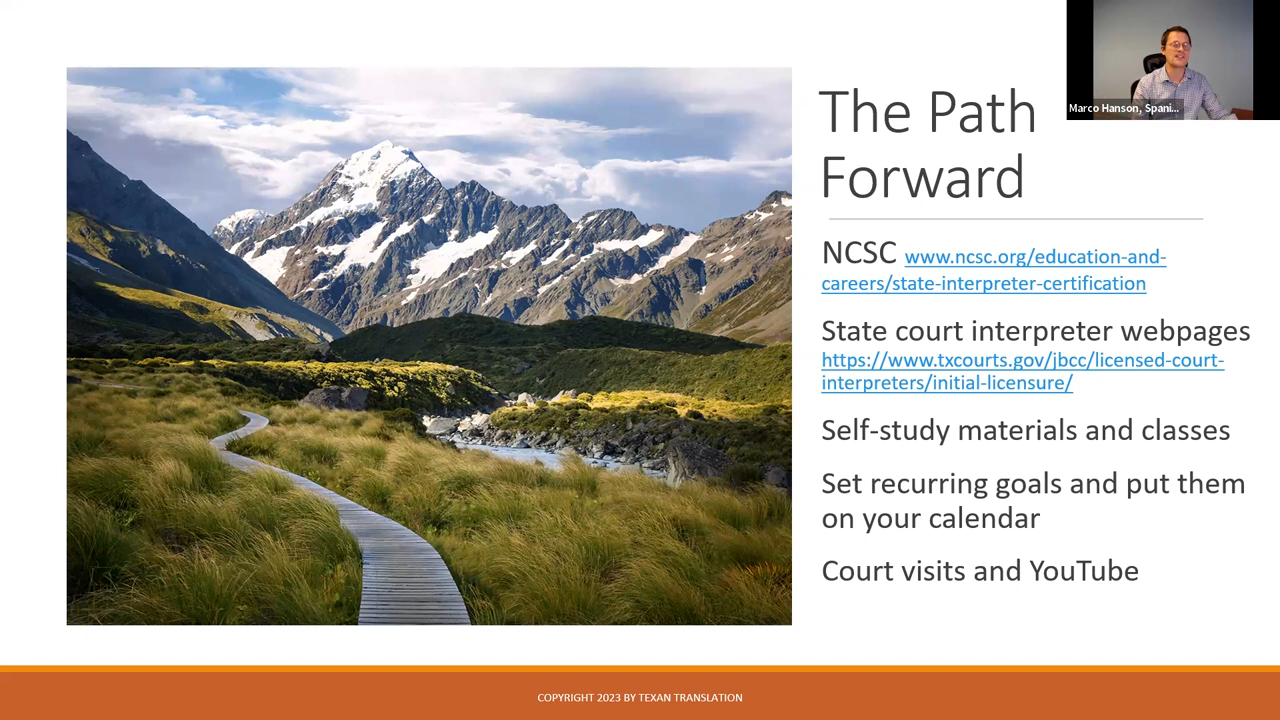 Marco Hanson, Spani...
The Path
Forward
NCSC www.ncsc.org/education-and-
careers/state-interpreter-certification
State court interpreter webpages
https://www.txcourts.gov/jbcc/licensed-court-
interpreters/initial-licensure/
Self-study materials and classes
Set recurring goals and put them
on your calendar
Court visits and YouTube
COPYRIGHT 2023 BY TEXAN TRANSLATION